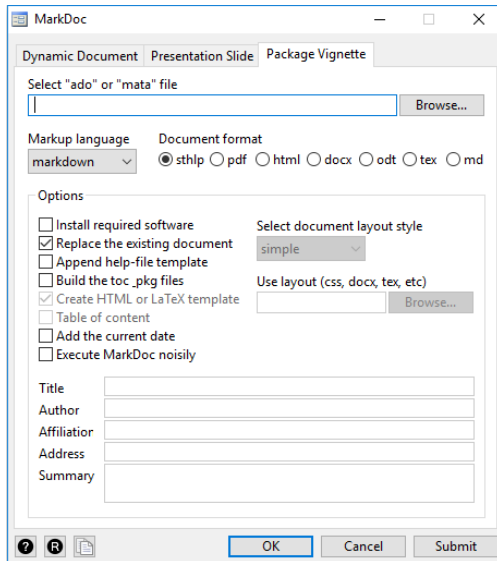 MarkDoc
Dynamic Document Presentation Slide Package Vignette
Select "ado" or "mata" file
Browse...
Markup language Document format
markdown sthlp pdf html docx odt tex md
Options
Install required software
Replace the existing document
Append help-file template
Build the toc ,pkg files
Create HTML or LaTeX template
Table of content
Add the current date
Execute MarkDoc noisily
Select document layout style
simple
Use layout (css, docx, tex, etc)
Browse...
Title
Author
Affiliation
Address
Summary
? R OK Cancel Submit